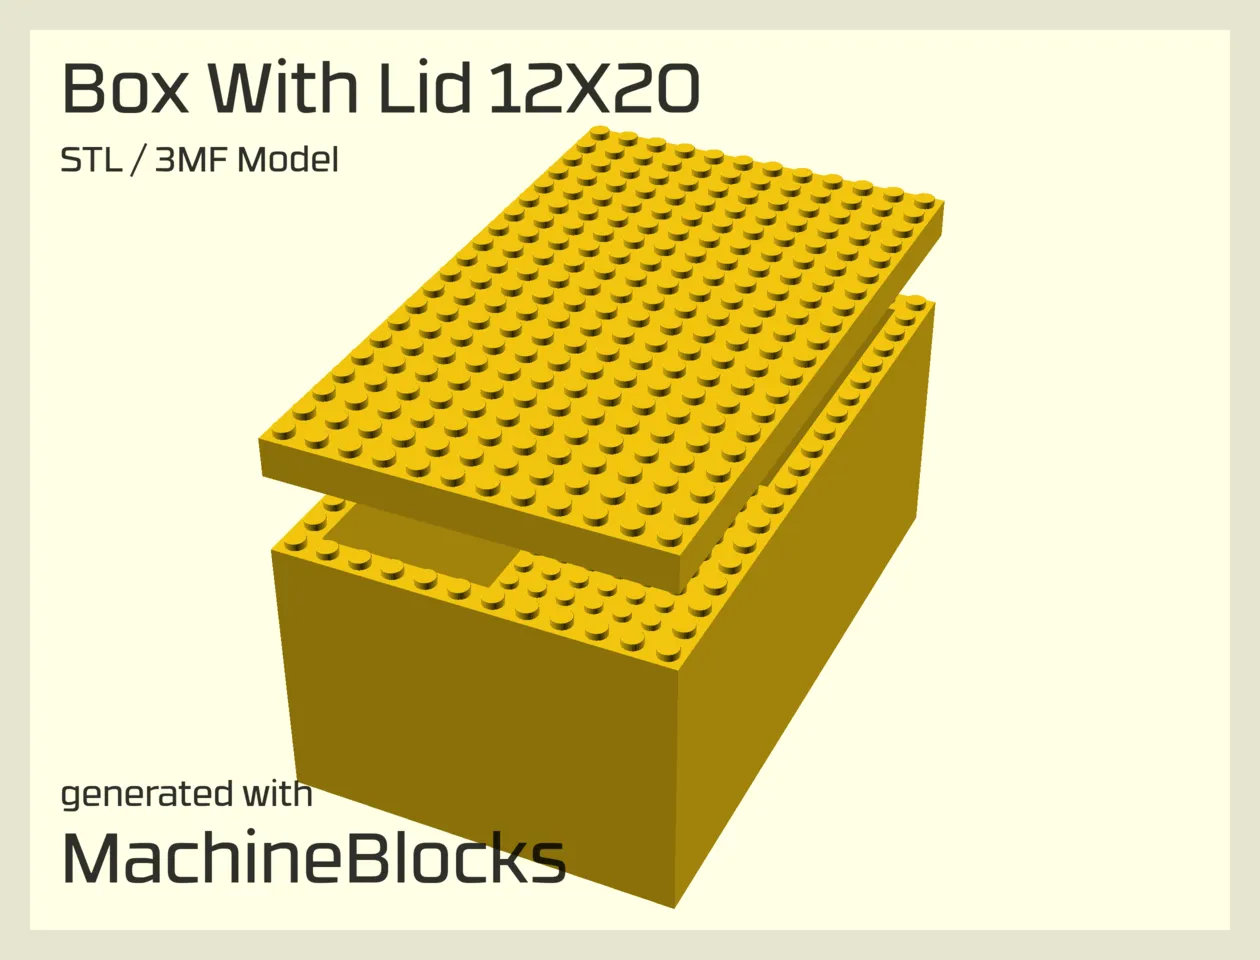 Box With Lid 12X20
STL / 3MF Model
generated with
MachineBlocks